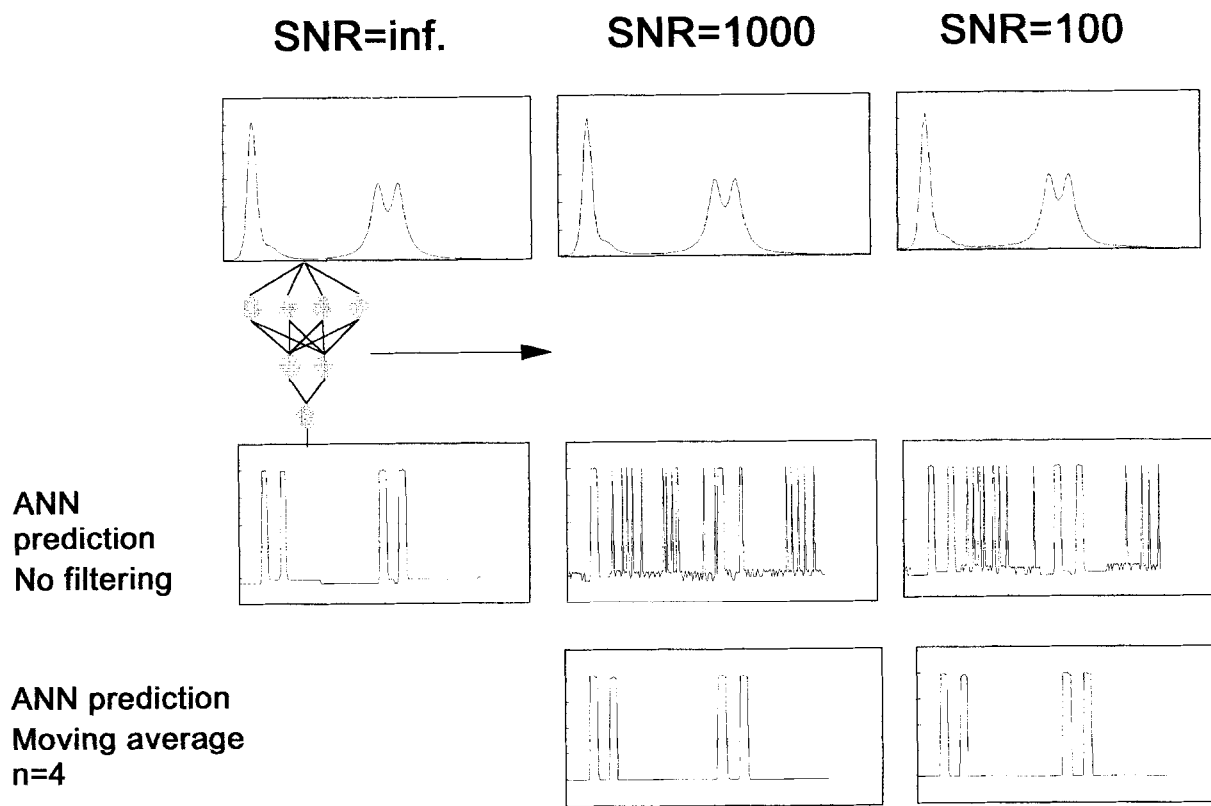 SNR=inf.
SNR=1000
SNR=100
ANN
prediction
No filtering
ANN prediction
Moving average
n=4